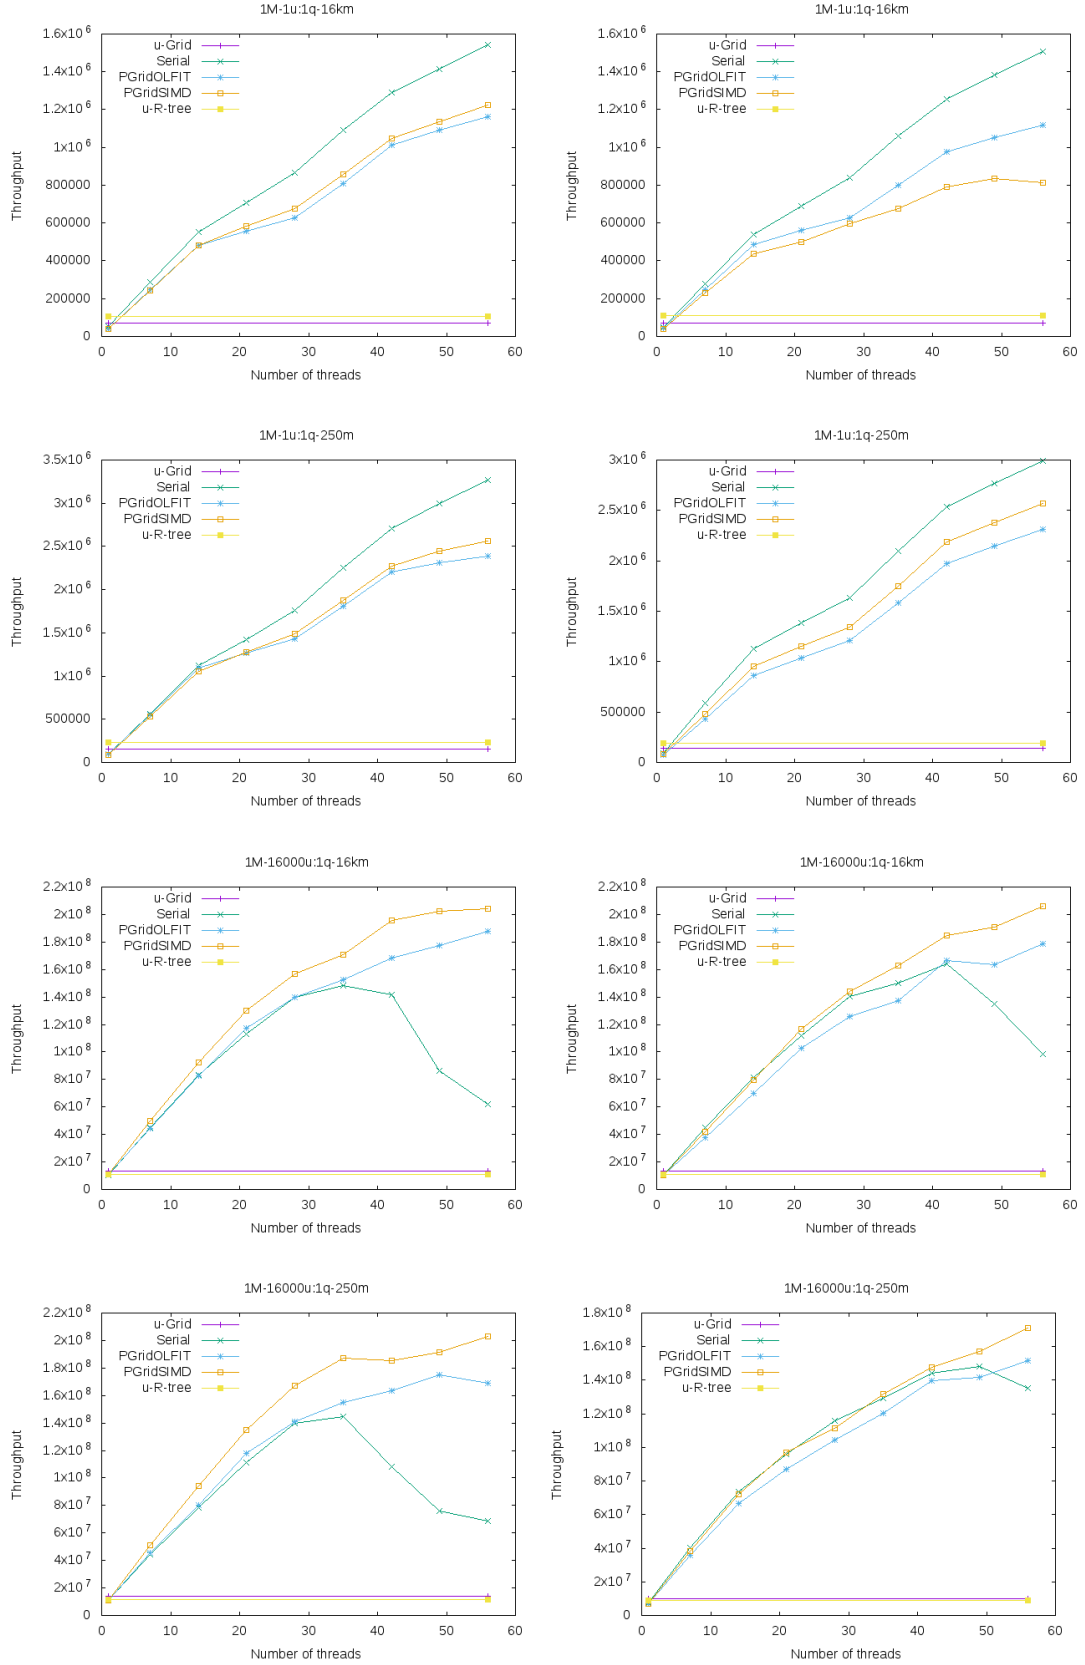 1M-1u:1q-16km
1.6x10^6
1.4x10^6
1.2x10^6
1x10^6
800000
600000
400000
200000
0
Throughput
u-Grid
Serial
PGridOLFIT
PGridSIMD
u-R-tree
0 10 20 30 40 50 60
Number of threads
1M-1u:1q-16km
1.6x10^6
1.4x10^6
1.2x10^6
1x10^6
800000
600000
400000
200000
0
Throughput
u-Grid
Serial
PGridOLFIT
PGridSIMD
u-R-tree
0 10 20 30 40 50 60
Number of threads
1M-1u:1q-250m
3.5x10^6
3x10^6
2.5x10^6
2x10^6
1.5x10^6
1x10^6
500000
0
Throughput
u-Grid
Serial
PGridOLFIT
PGridSIMD
u-R-tree
0 10 20 30 40 50 60
Number of threads
1M-1u:1q-250m
3x10^6
2.5x10^6
2x10^6
1.5x10^6
1x10^6
500000
0
Throughput
u-Grid
Serial
PGridOLFIT
PGridSIMD
u-R-tree
0 10 20 30 40 50 60
Number of threads
1M-16000u:1q-16km
2.2x10^8
2x10^8
1.8x10^8
1.6x10^8
1.4x10^8
1.2x10^8
1x10^8
8x10^7
6x10^7
4x10^7
2x10^7
0
Throughput
u-Grid
Serial
PGridOLFIT
PGridSIMD
u-R-tree
0 10 20 30 40 50 60
Number of threads
1M-16000u:1q-16km
2.2x10^8
2x10^8
1.8x10^8
1.6x10^8
1.4x10^8
1.2x10^8
1x10^8
8x10^7
6x10^7
4x10^7
2x10^7
0
Throughput
u-Grid
Serial
PGridOLFIT
PGridSIMD
u-R-tree
0 10 20 30 40 50 60
Number of threads
1M-16000u:1q-250m
2.2x10^8
2x10^8
1.8x10^8
1.6x10^8
1.4x10^8
1.2x10^8
1x10^8
8x10^7
6x10^7
4x10^7
2x10^7
0
Throughput
u-Grid
Serial
PGridOLFIT
PGridSIMD
u-R-tree
0 10 20 30 40 50 60
Number of threads
1M-16000u:1q-250m
1.8x10^8
1.6x10^8
1.4x10^8
1.2x10^8
1x10^8
8x10^7
6x10^7
4x10^7
2x10^7
0
Throughput
u-Grid
Serial
PGridOLFIT
PGridSIMD
u-R-tree
0 10 20 30 40 50 60
Number of threads